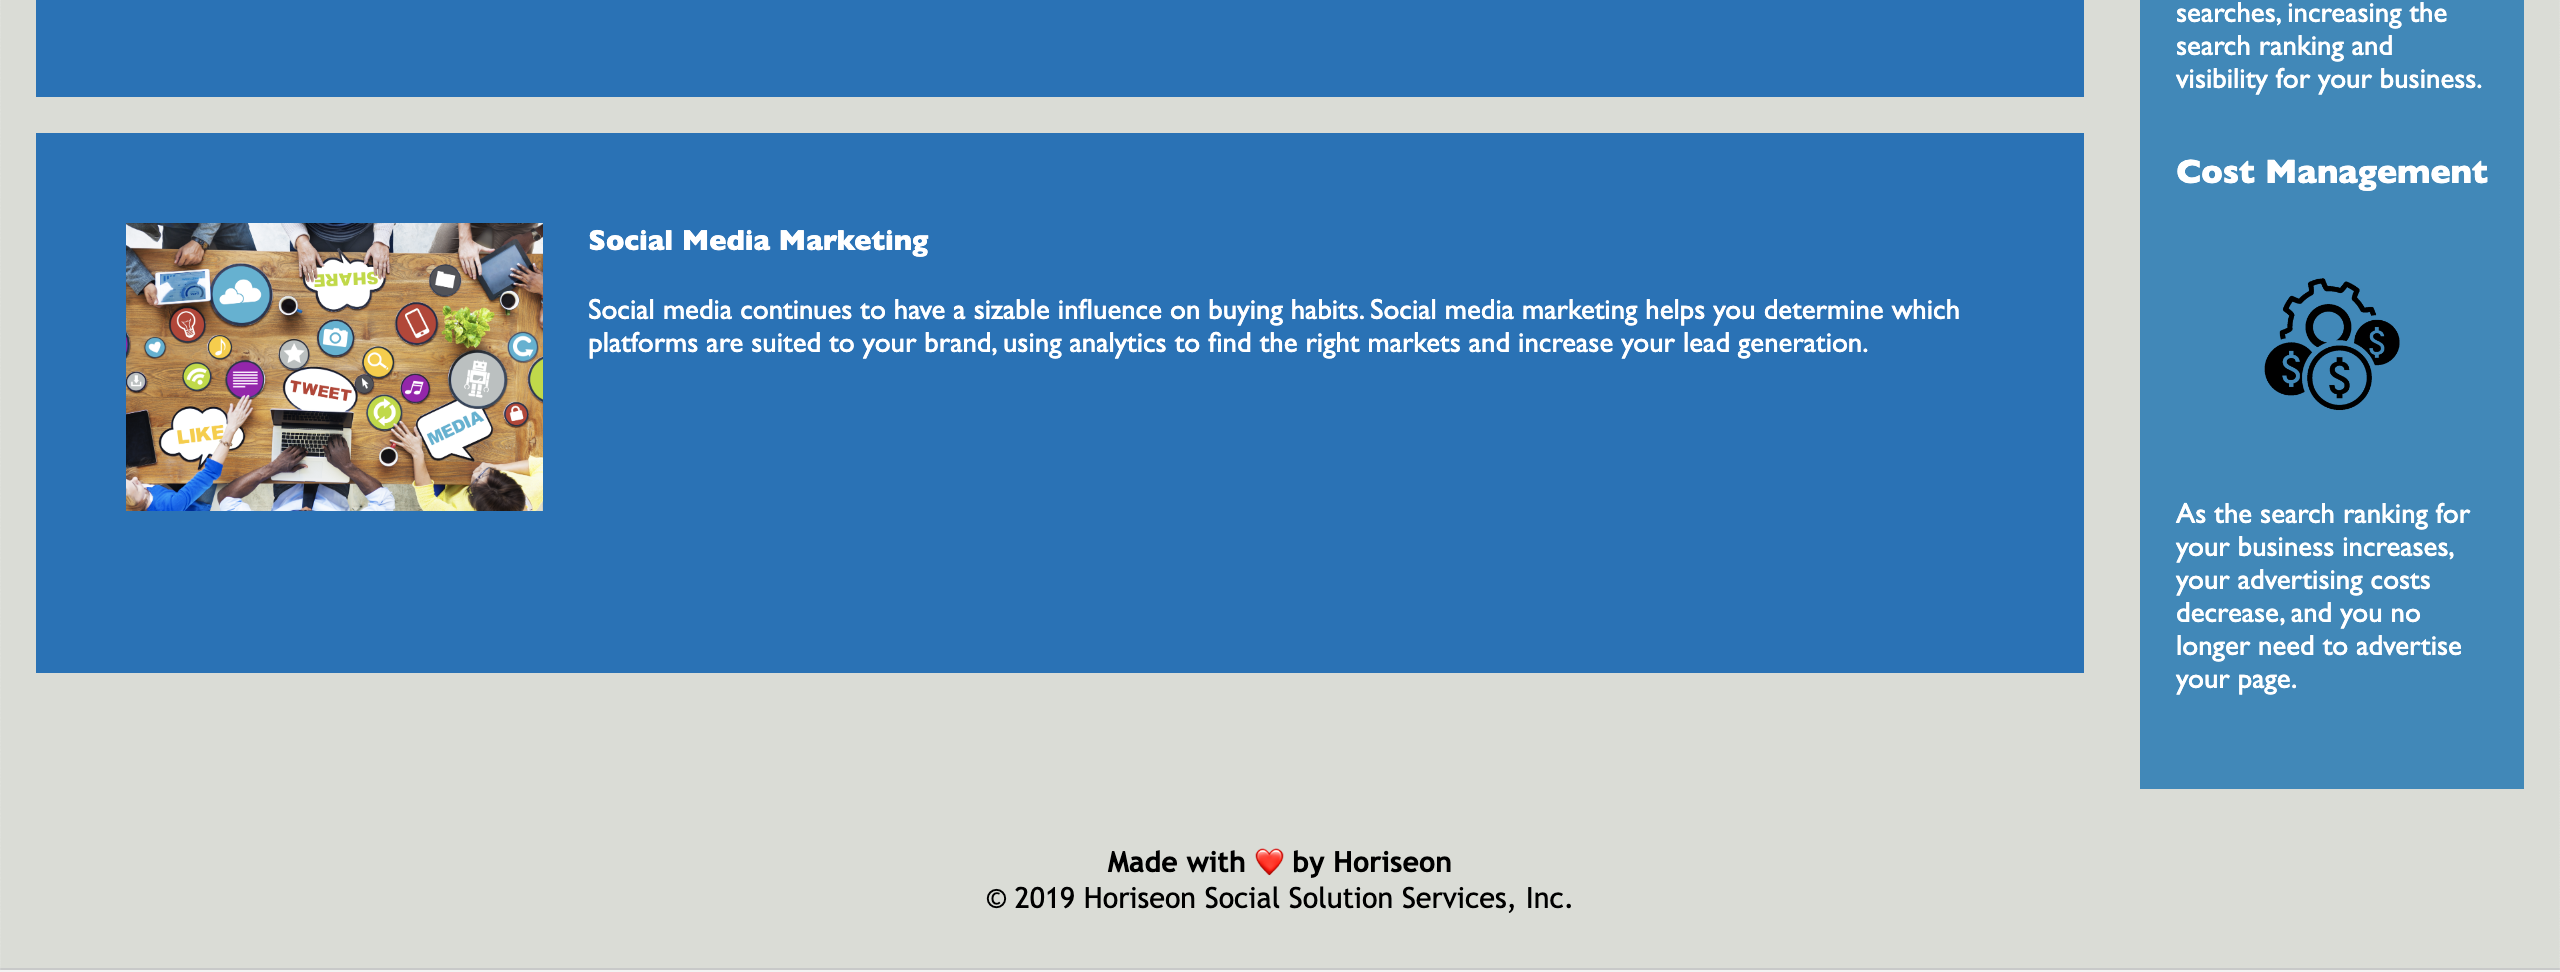 searches, increasing the
search ranking and
visibility for your business.
Social Media Marketing
Social media continues to have a sizable influence on buying habits. Social media marketing helps you determine which
platforms are suited to your brand, using analytics to find the right markets and increase your lead generation.
SHARE
TWEET
LIKE
MEDIA
Cost Management
$
$
$
As the search ranking for
your business increases,
your advertising costs
decrease, and you no
longer need to advertise
your page.
Made with ❤️ by Horiseon
© 2019 Horiseon Social Solution Services, Inc.